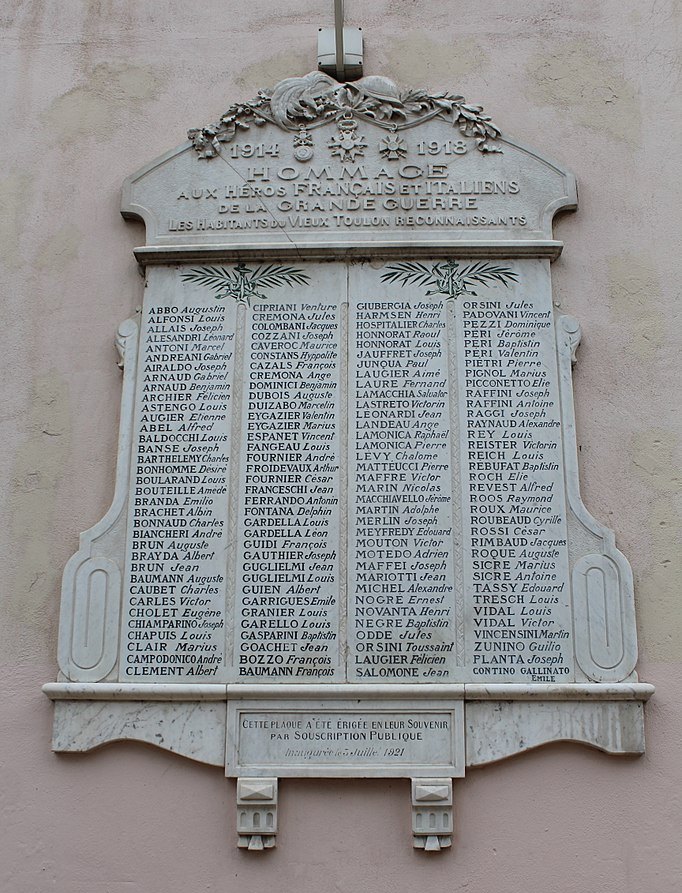 1914 1918
HOMMAGE
AUX HÉROS FRANÇAIS ET ITALIENS
DE LA GRANDE GUERRE
LES HABITANTS DU VIEUX TOULON RECONNAISSANTS
ABBO Augustin
ALFONSI Louis
ALLAIS Joseph
ALESANDRI Léonard
ANTONI Marcel
ANDREANI Gabriel
AIRALDO Joseph
ARNAUD Gabriel
ARNAUD Benjamin
ARCHIER Félicien
ASTENGO Louis
AUGIER Etienne
ABEL Alfred
BALDOCCHI Louis
BANSE Joseph
BARTHELEMY Charles
BONHOMME Désiré
BOULARAND Louis
BOUTEILLE Amédé
BRANDA Emilio
BRACHET Albin
BONNAUD Charles
BIANCHERI André
BRUN Auguste
BRAYDA Albert
BRUN Jean
BAUMANN Auguste
CAUBET Charles
CARLES Victor
CHOLET Eugène
CHIAMPARINO Joseph
CHAPUIS Louis
CLAIR Marius
CAMPODONICO André
CLEMENT Albert
CIPRIANI Venture
CREMONA Jules
COLOMBANI Jacques
COZZANI Joseph
CAVEROC Maurice
CONSTANS Hyppolite
CAZALS François
CREMONA Ange
DOMINICI Benjamin
DUBOIS Auguste
DUIZABO Marcelin
EYGAZIER Valentin
EYGAZIER Marius
ESPANET Vincent
FANGEAU Louis
FOURNIER André
FROIDEVAUX Arthur
FOURNIER César
FRANCESCHI Jean
FERRANDO Antonin
FONTANA Delphin
GARDELLA Louis
GARDELLA Léon
GUIDI François
GAUTHIER Joseph
GUGLIELMI Jean
GUGLIELMI Louis
GUIEN Albert
GARRIGUES Emile
GRANIER Louis
GARELLO Louis
GASPARINI Baptistin
GOACHET Jean
BOZZO François
BAUMANN François
GIUBERGIA Joseph
HARMSEN Henri
HOSPITALIER Charles
HONNORAT Raoul
HONNORAT Louis
JAUFFRET Joseph
JUNQUA Paul
LAUGIER Aimé
LAURE Fernand
LAMACCHIA Salvator
LASTRETO Victorin
LEONARDI Jean
LANDEAU Ange
LAMONICA Raphaël
LAMONICA Pierre
LEVY Chalome
MATTEUCCI Pierre
MAFFRE Victor
MARIN Nicolas
MACCHIAVELLO Jérôme
MARTIN Adolphe
MERLIN Joseph
MEYFREDY Edouard
MOUTON Victor
MOTEDO Adrien
MAFFEI Joseph
MARIOTTI Jean
MICHEL Alexandre
NOGRE Ernest
NOVANTA Henri
NEGRE Baptistin
ODDE Jules
ORSINI Toussaint
LAUGIER Félicien
SALOMONE Jean
ORSINI Jules
PADOVANI Vincent
PEZZI Dominique
PÉRI Jérôme
PERI Baptistin
PERI Valentin
PIÉTRI Pierre
PIGNOL Marius
PICCONETTO Elie
RAFFINI Joseph
RAFFINI Antoine
RAGGI Joseph
RAYNAUD Alexandre
REY Louis
REISTER Victorin
REICH Louis
REBUFAT Baptistin
ROCH Elie
REVEST Alfred
ROOS Raymond
ROUX Maurice
ROUBEAUD Cyrille
ROSSI César
RIMBAUD Jacques
ROQUE Auguste
SICRE Marius
SICRE Antoine
TASSY Edouard
TRESCH Louis
VIDAL Louis
VIDAL Victor
VINCENSINI Martin
ZUNINO Guilio
PLANTA Joseph
CONTINO GALLINATO
EMILE
CETTE PLAQUE A ÉTÉ ÉRIGÉE EN LEUR SOUVENIR
PAR SOUSCRIPTION PUBLIQUE
Inaugurée le 3 Juillet 1921